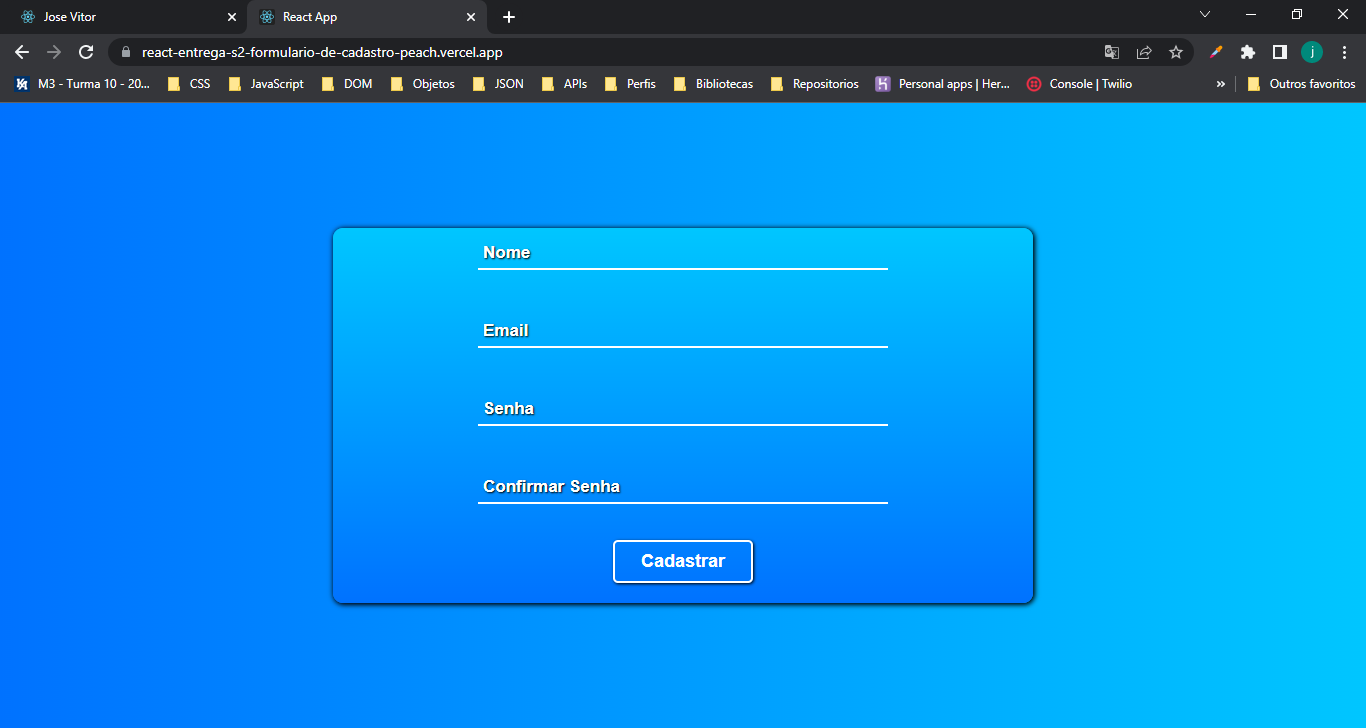 Jose Vitor
React App
react-entrega-s2-formulario-de-cadastro-peach.vercel.app
j
M3 - Turma 10 - 20... CSS JavaScript DOM Objetos JSON APIs Perfis Bibliotecas Repositorios Personal apps | Her... Console | Twilio » Outros favoritos
Nome
Email
Senha
Confirmar Senha
Cadastrar